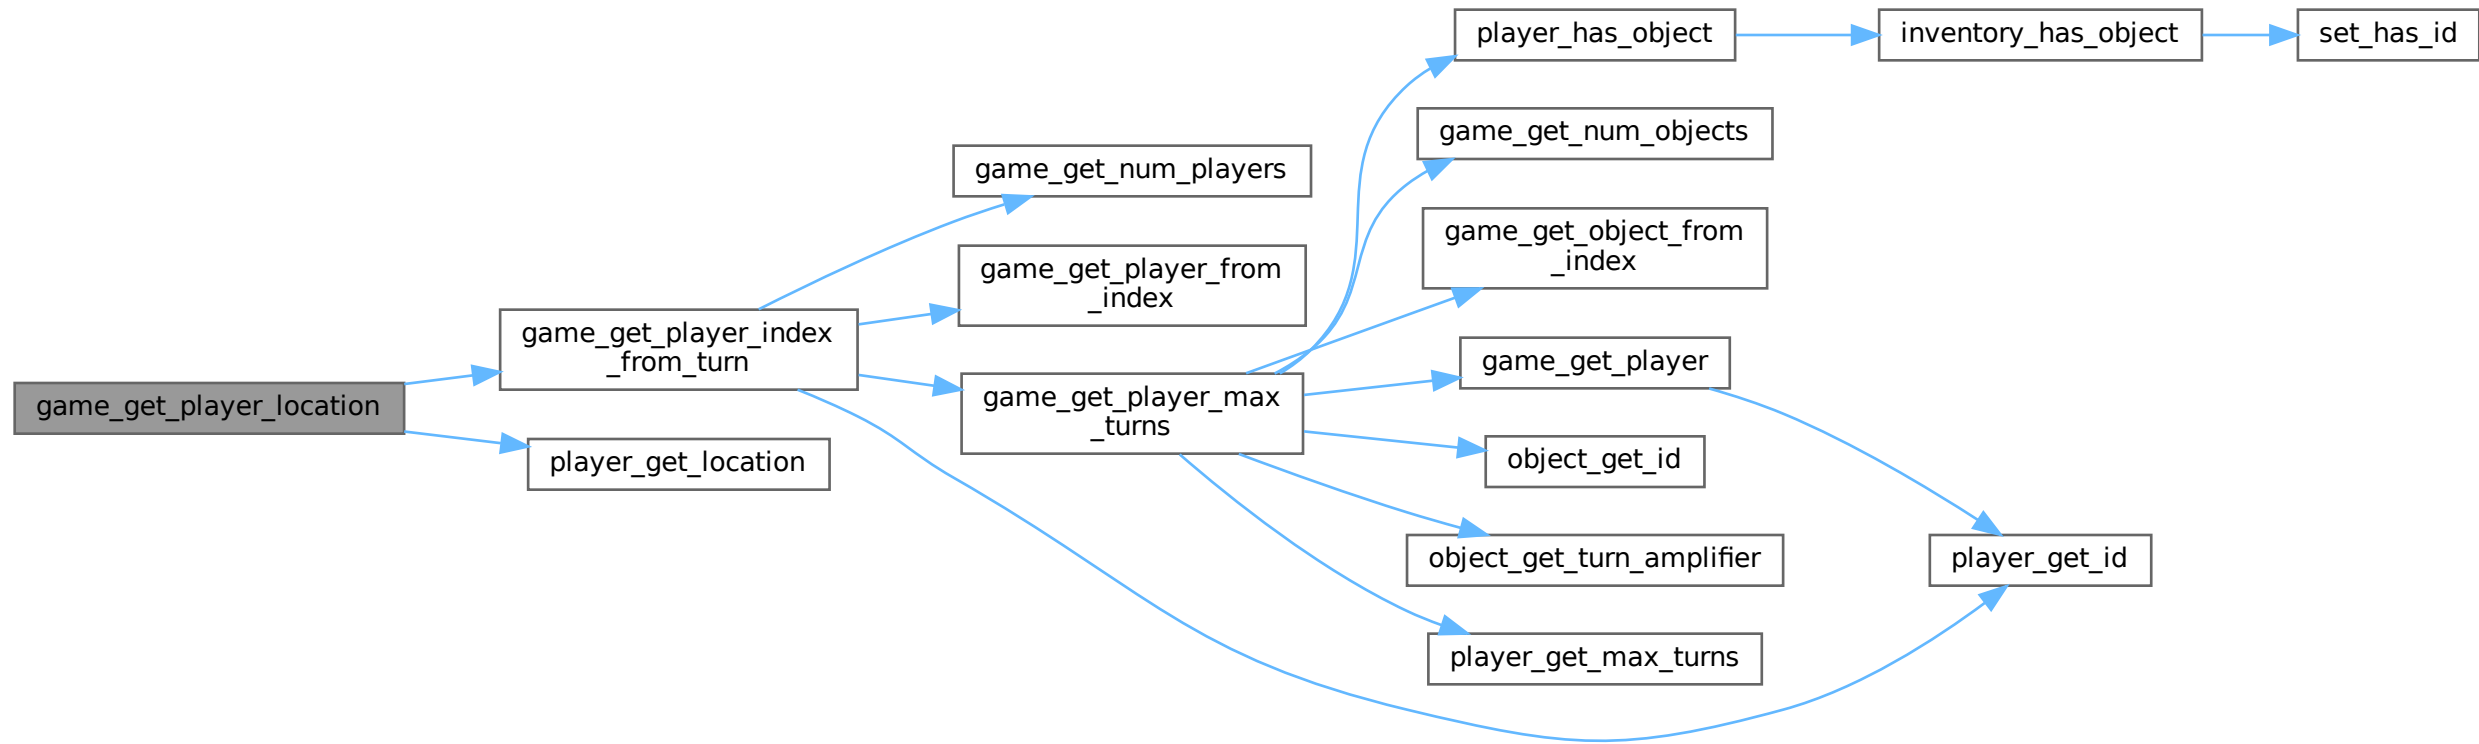 player_has_object
inventory_has_object
set_has_id
game_get_num_objects
game_get_num_players
game_get_object_from
_index
game_get_player_from
_index
game_get_player_index
_from_turn
game_get_player
game_get_player_max
_turns
game_get_player_location
player_get_location
object_get_id
object_get_turn_amplifier
player_get_id
player_get_max_turns